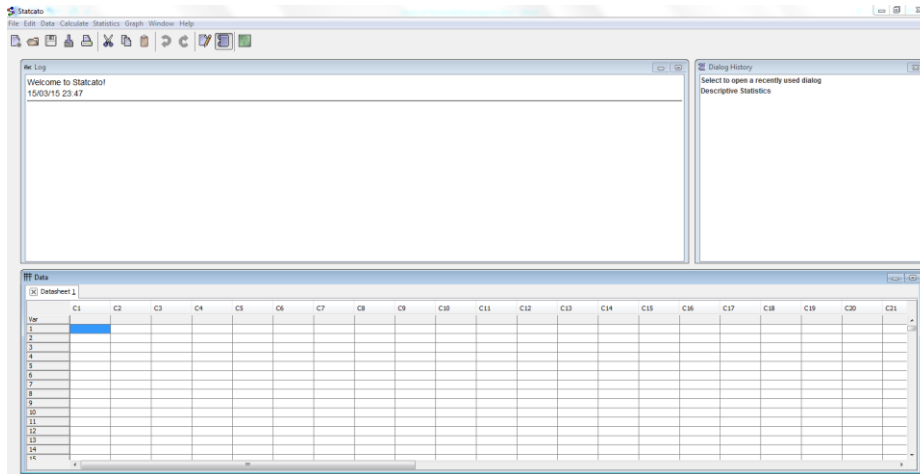 Statcato
File Edit Data Calculate Statistics Graph Window Help
Log
Welcome to Statcato!
15/03/15 23:47
Dialog History
Select to open a recently used dialog
Descriptive Statistics
Data
Datasheet 1
C1 C2 C3 C4 C5 C6 C7 C8 C9 C10 C11 C12 C13 C14 C15 C16 C17 C18 C19 C20 C21
Var
1
2
3
4
5
6
7
8
9
10
11
12
13
14
15